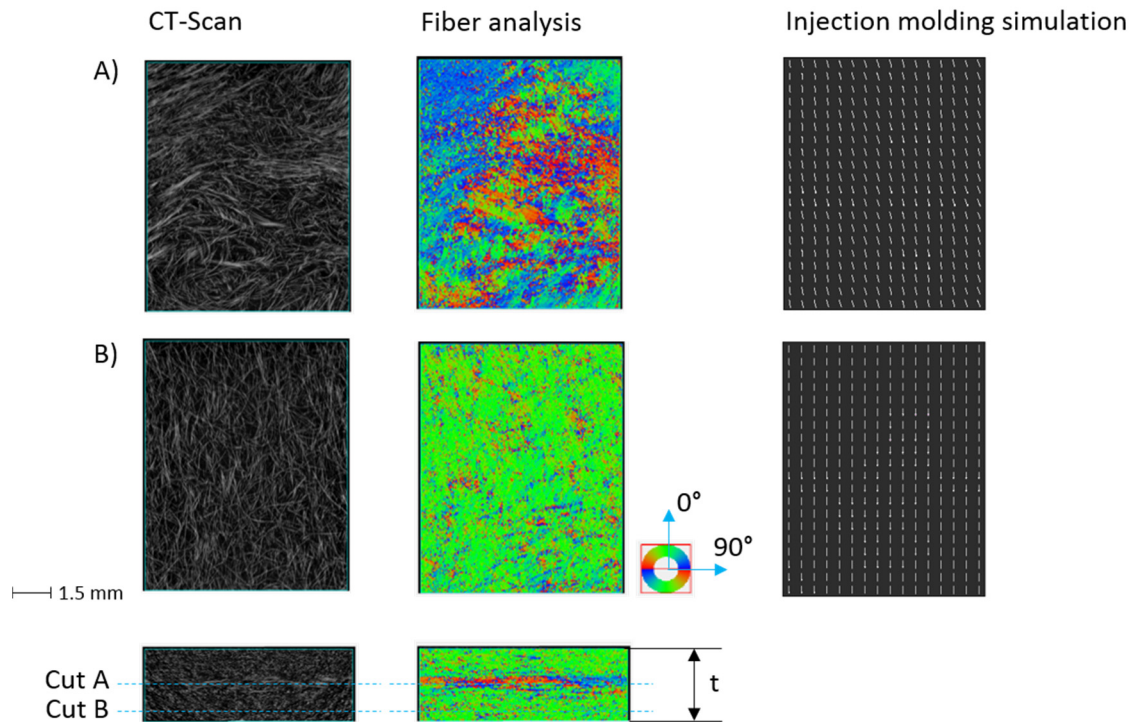 CT-Scan
Fiber analysis
Injection molding simulation
A)
B)
0°
90°
1.5 mm
Cut A
Cut B
t